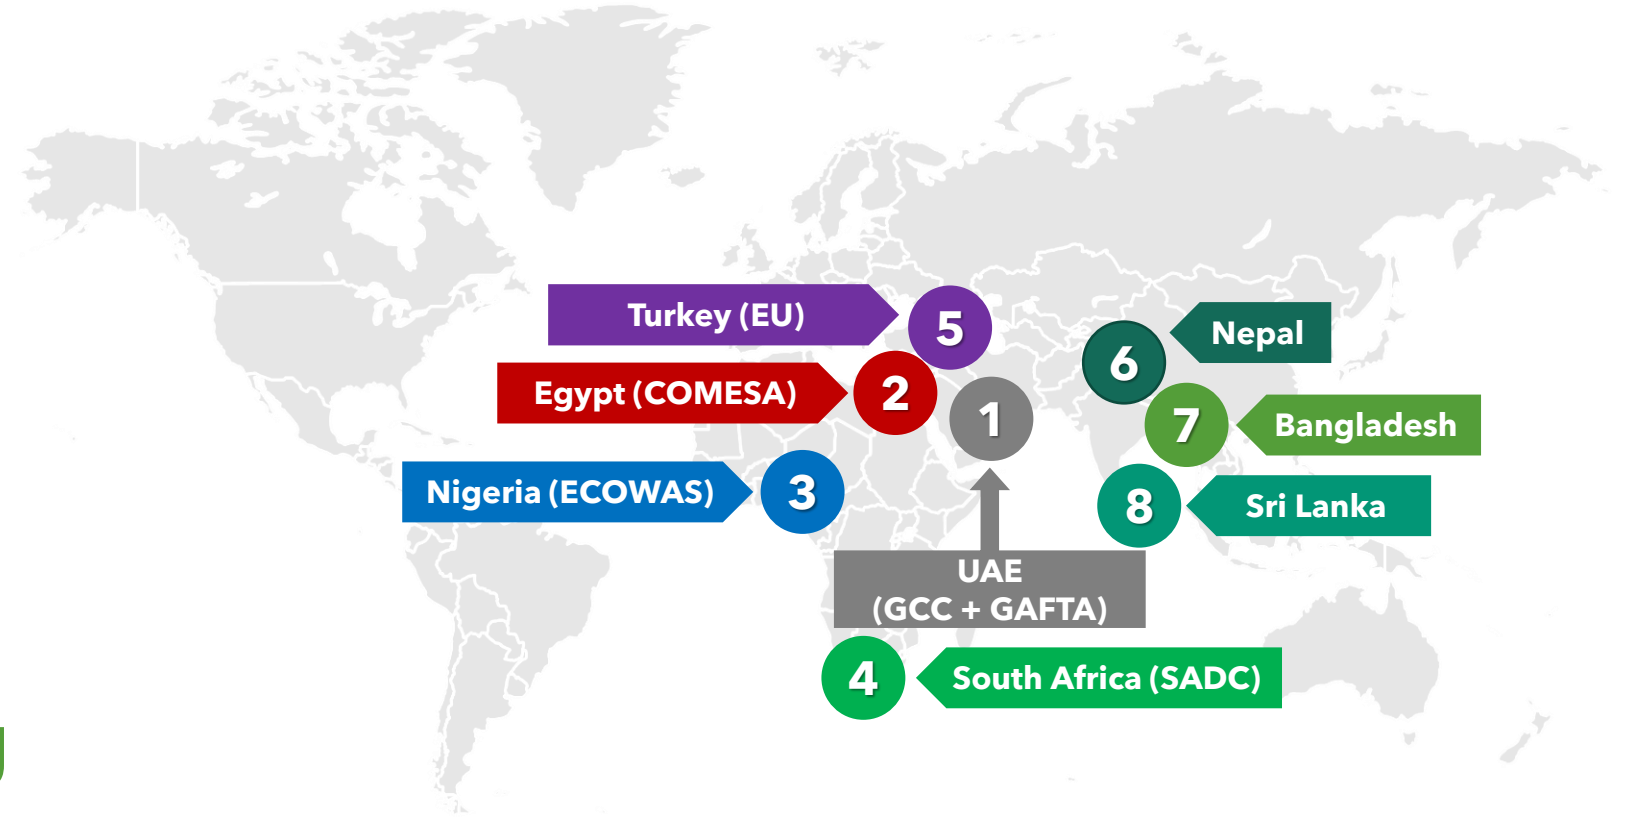 Turkey (EU)
5
Nepal
6
Egypt (COMESA)
2
1
Bangladesh
7
Nigeria (ECOWAS)
3
8
Sri Lanka
UAE
(GCC + GAFTA)
4
South Africa (SADC)